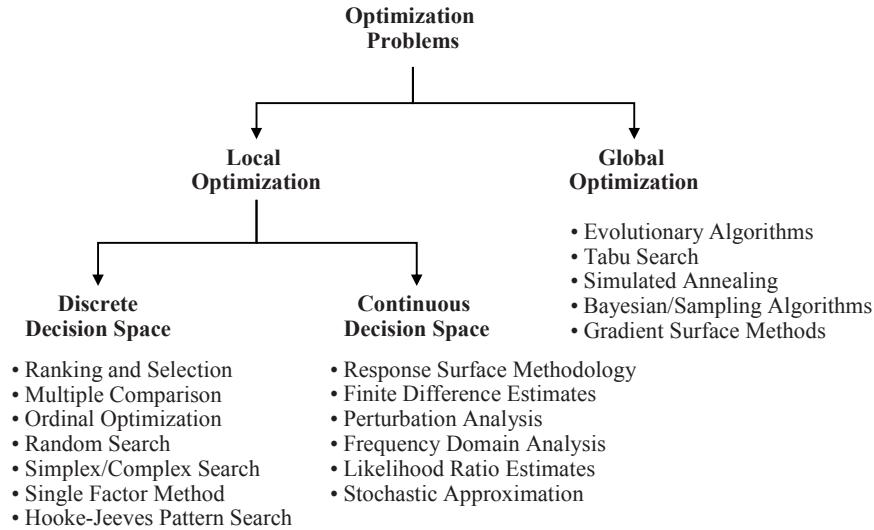 Optimization
Problems
Local
Optimization
Global
Optimization
• Evolutionary Algorithms
• Tabu Search
• Simulated Annealing
• Bayesian/Sampling Algorithms
• Gradient Surface Methods
Discrete
Decision Space
• Ranking and Selection
• Multiple Comparison
• Ordinal Optimization
• Random Search
• Simplex/Complex Search
• Single Factor Method
• Hooke-Jeeves Pattern Search
Continuous
Decision Space
• Response Surface Methodology
• Finite Difference Estimates
• Perturbation Analysis
• Frequency Domain Analysis
• Likelihood Ratio Estimates
• Stochastic Approximation